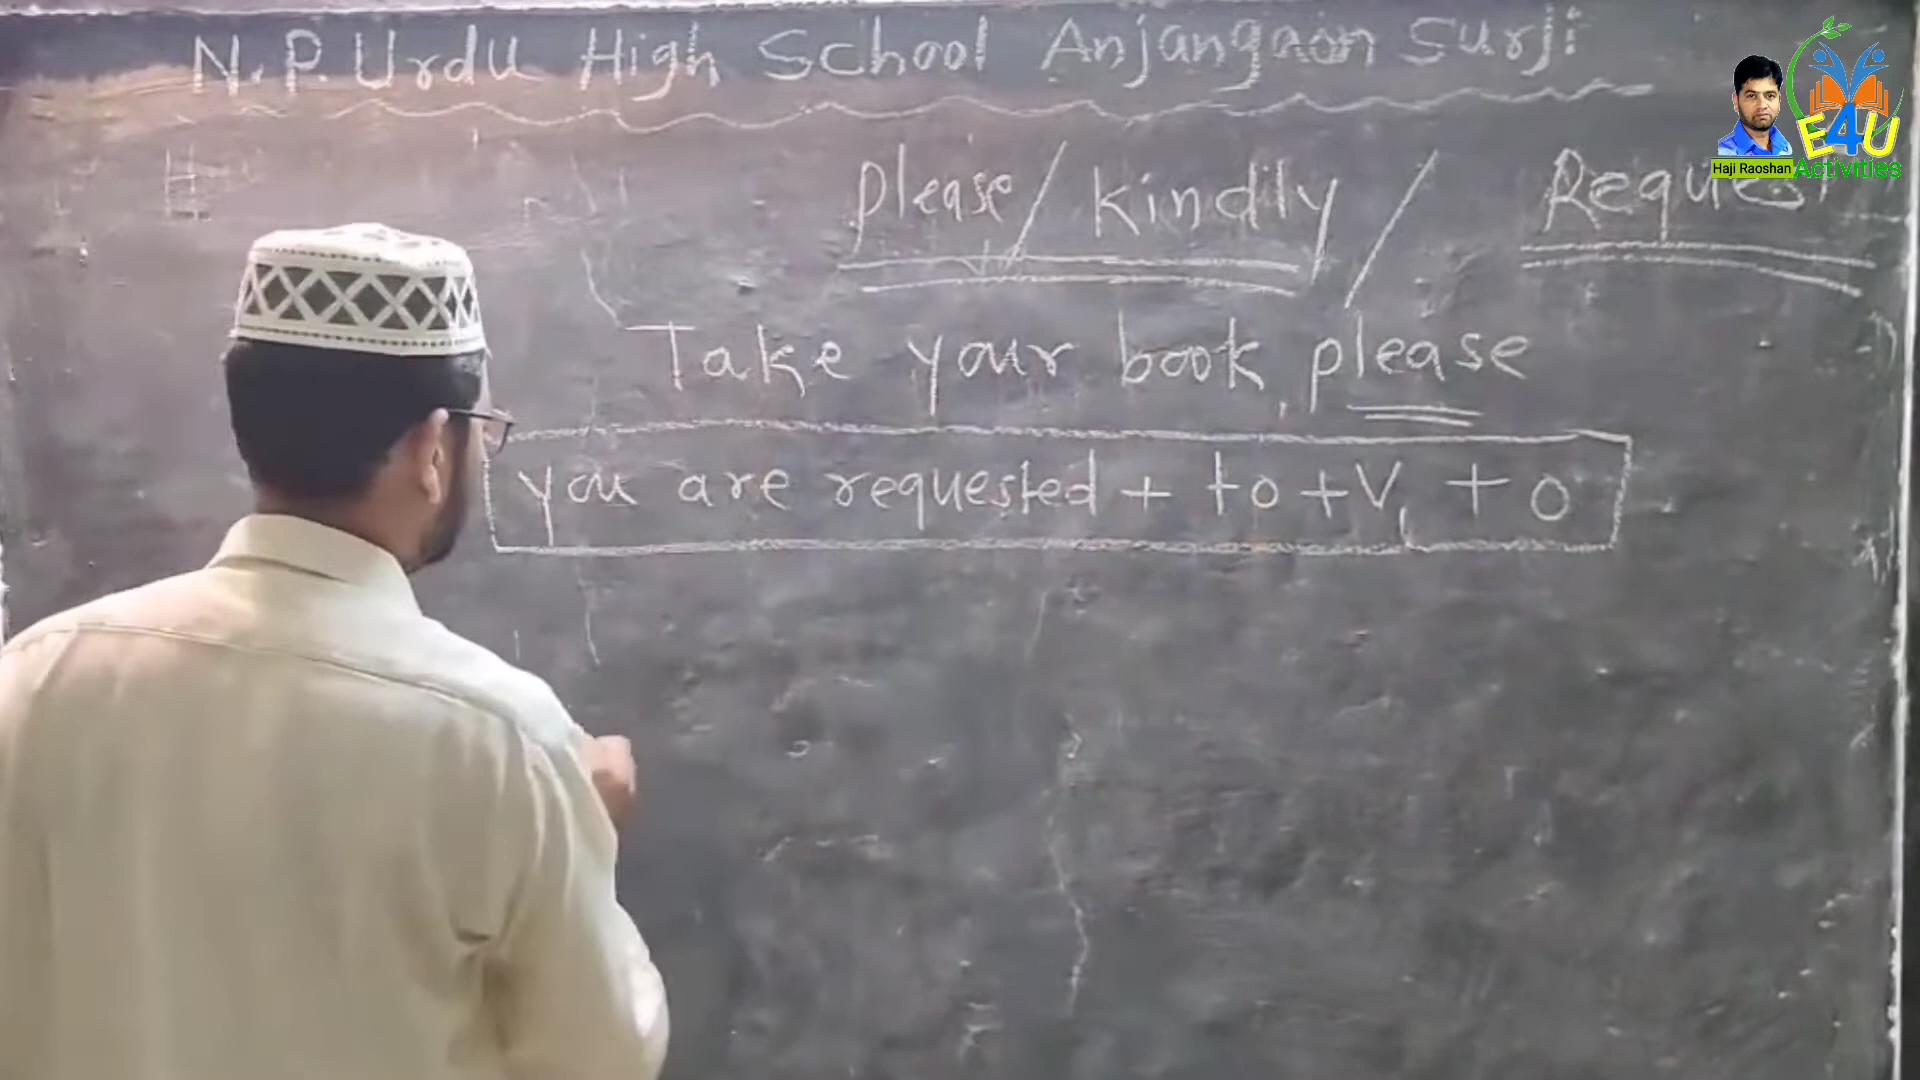 N.P. Urdu High School Anjangaon Surji
E4U
Activities
Haji Raoshan
Please / Kindly / Request
Take your book, please
you are requested + to + V1 + O